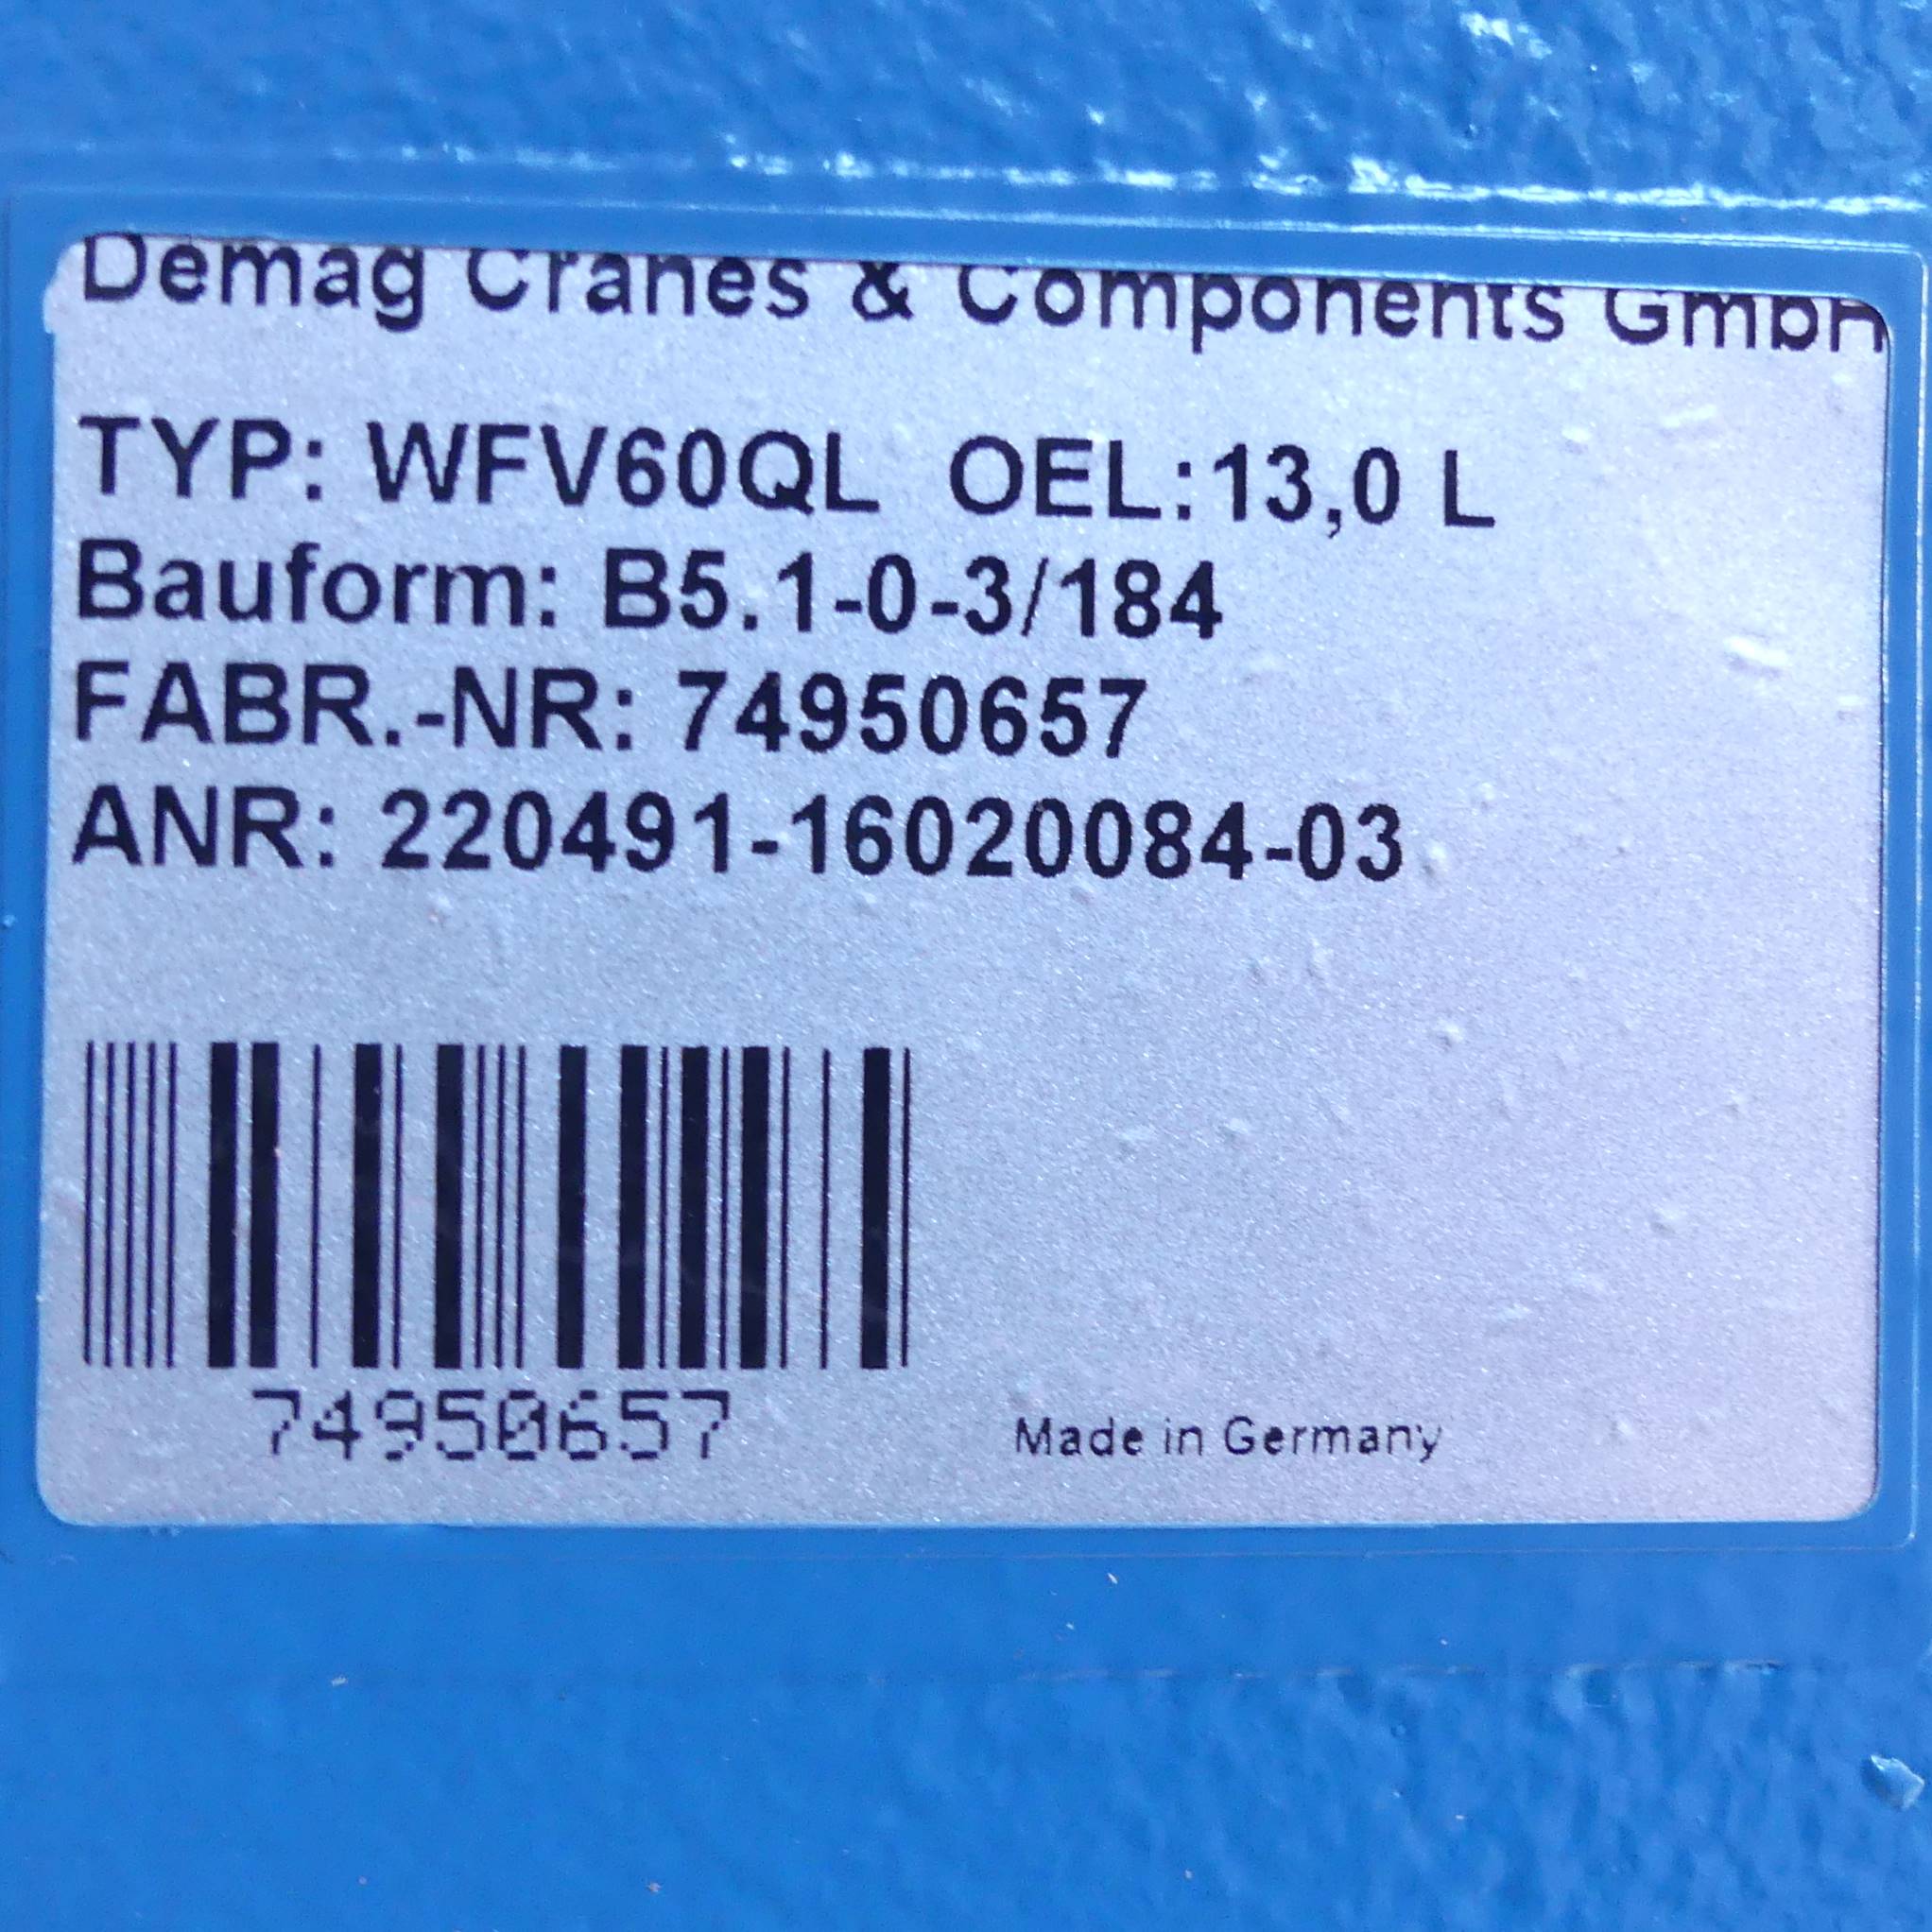 Demag Cranes & Components GmbH
TYP: WFV60QL OEL:13,0 L
Bauform: B5.1-0-3/184
FABR.-NR: 74950657
ANR: 220491-16020084-03
74950657
Made in Germany